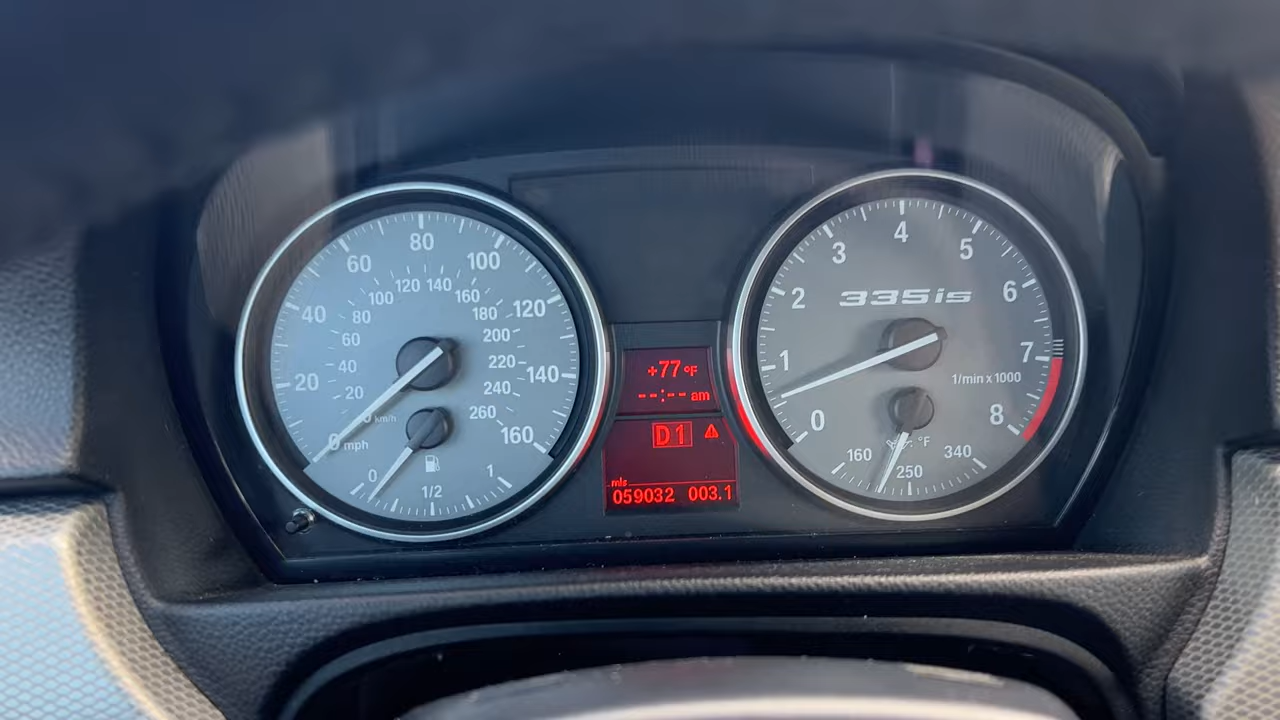 0 20 40 60 80 100 120 140 160
mph
0 20 40 60 80 100 120 140 160 180 200 220 240 260
km/h
0 1/2 1
+77 °F
--:-- am
D1
mls
059032 003.1
0 1 2 3 4 5 6 7 8
335is
1/min x 1000
°F
160 250 340